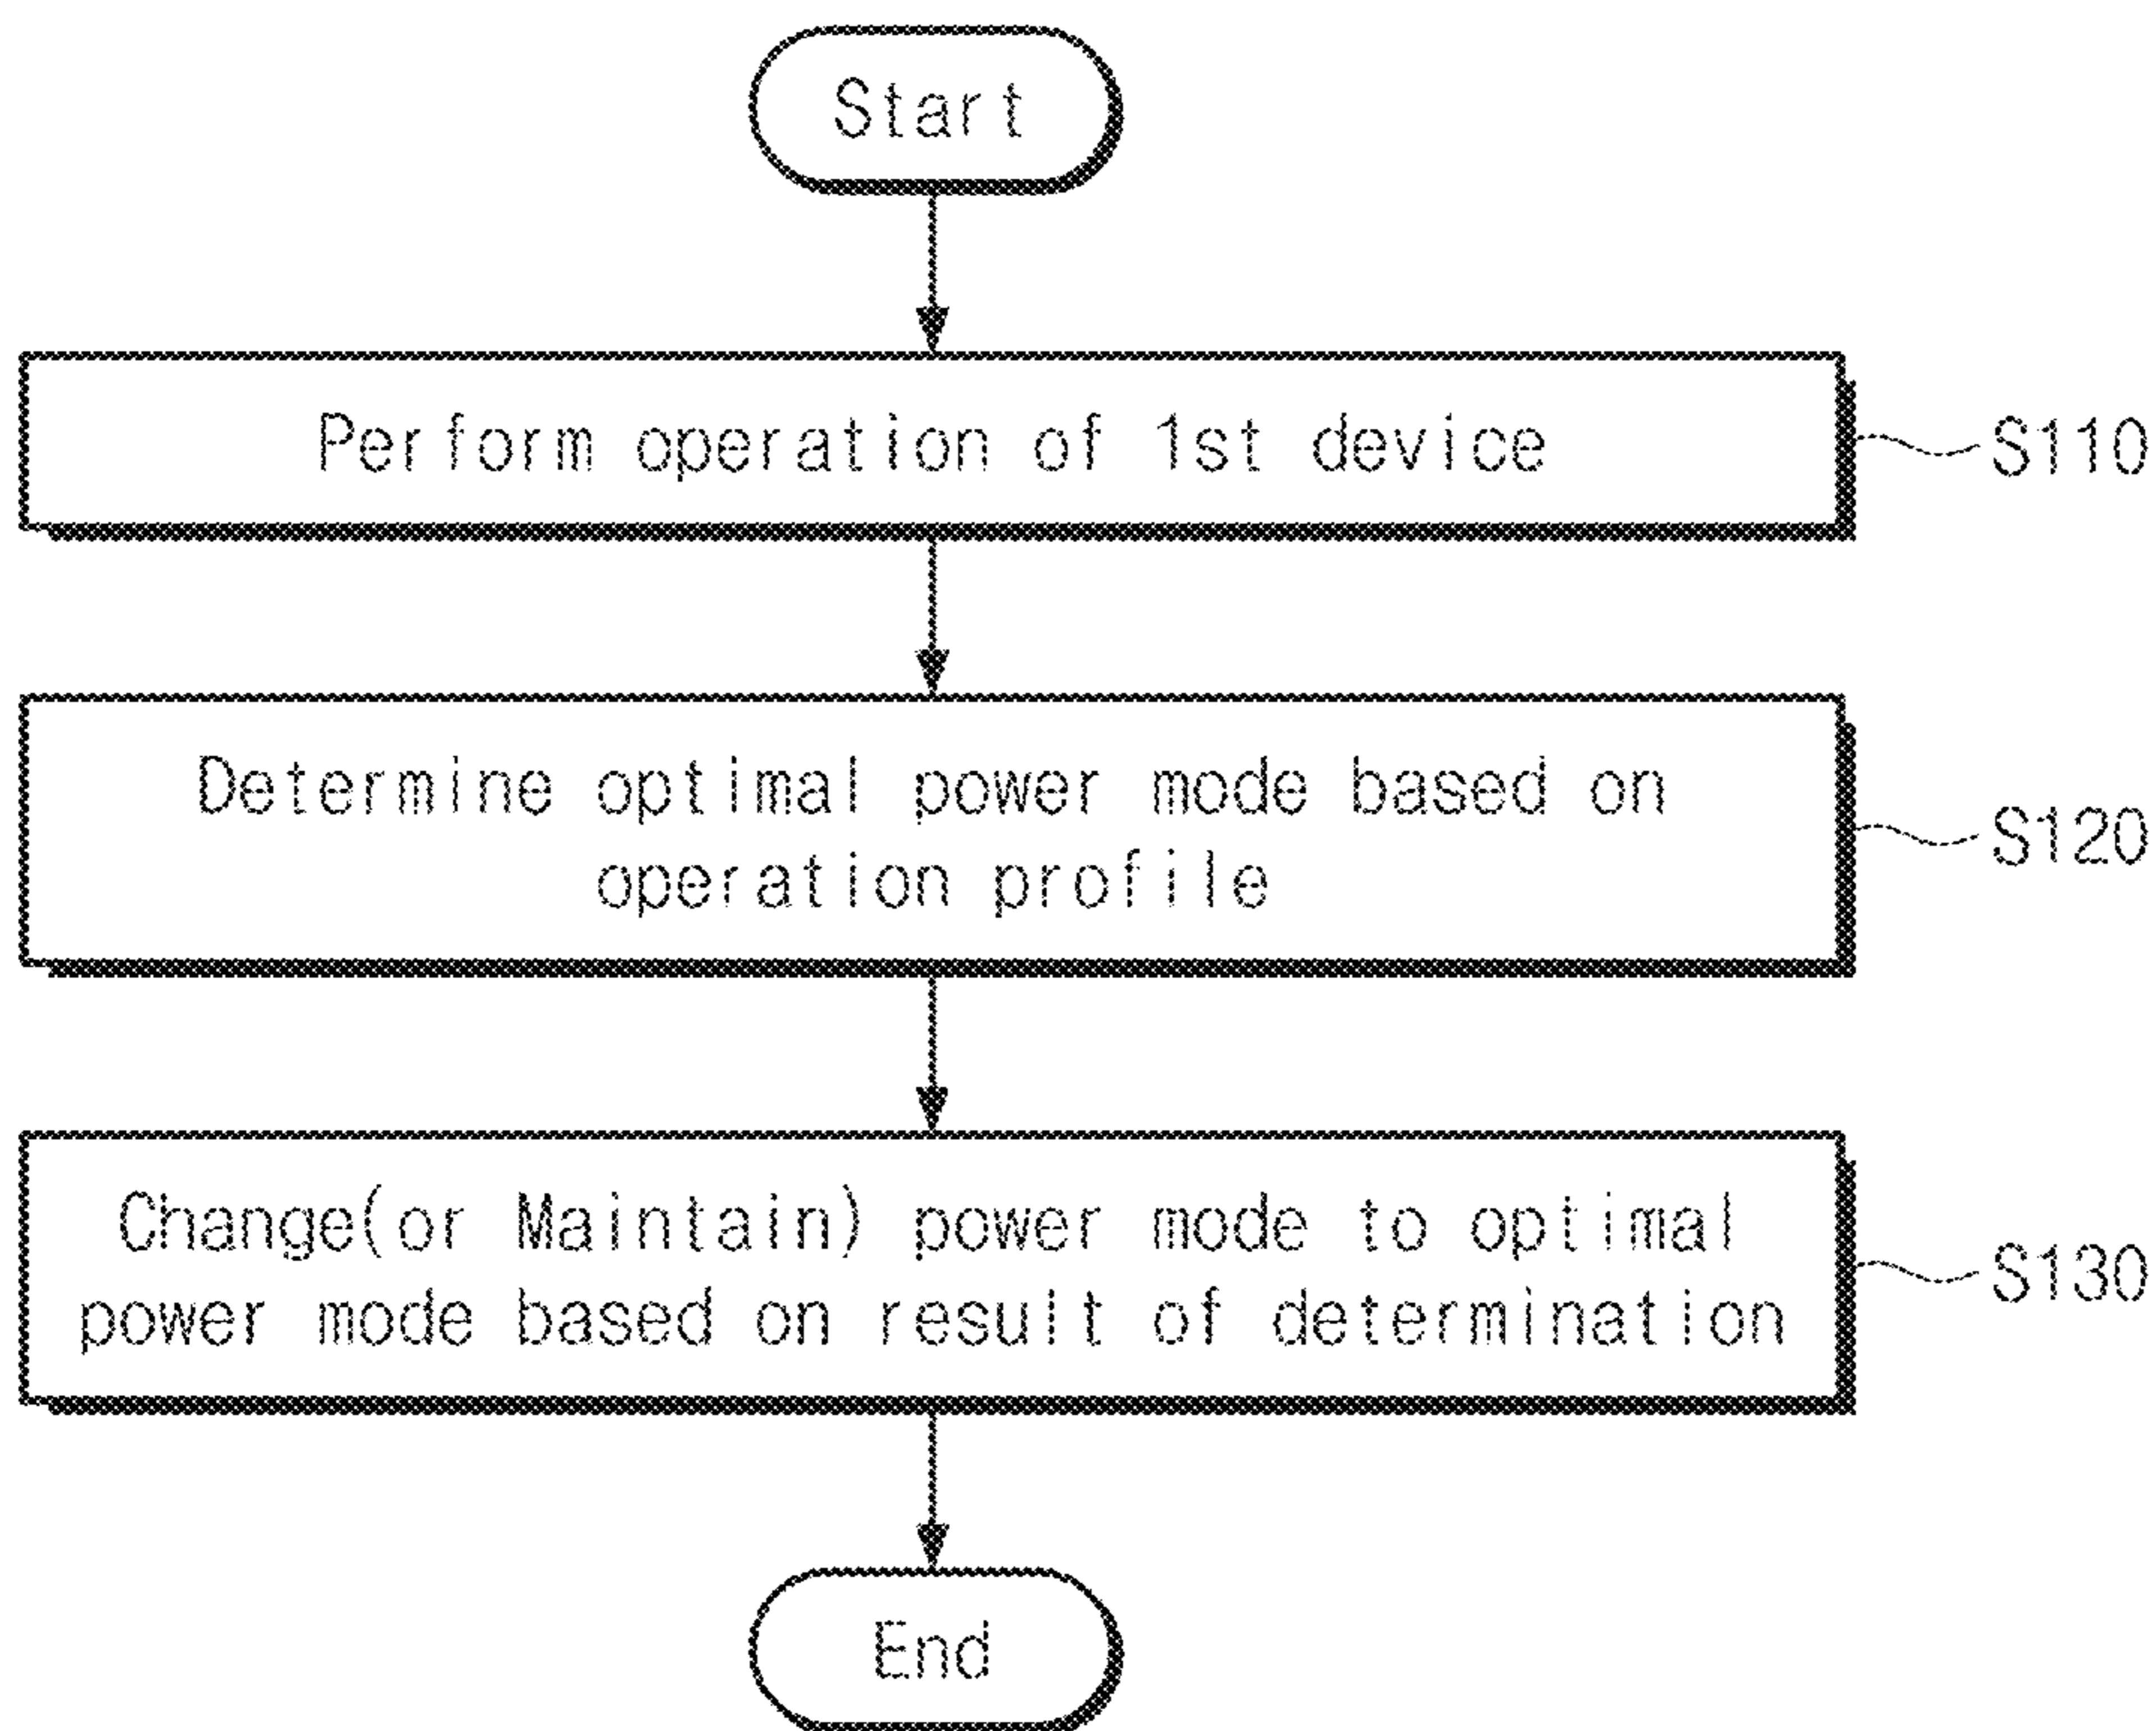 Start
Perform operation of 1st device
S110
Determine optimal power mode based on
operation profile
S120
Change(or Maintain) power mode to optimal
power mode based on result of determination
S130
End